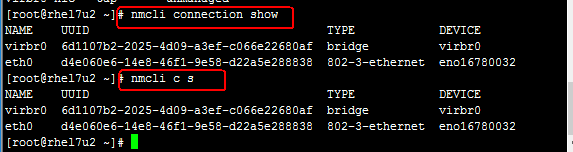 [root@rhel7u2 ~]# nmcli connection show
NAME UUID TYPE DEVICE
virbr0 6d1107b2-2025-4d09-a3ef-c066e22680af bridge virbr0
eth0 d4e060e6-14e8-46f1-9e58-d22a5e288838 802-3-ethernet eno16780032
[root@rhel7u2 ~]# nmcli c s
NAME UUID TYPE DEVICE
virbr0 6d1107b2-2025-4d09-a3ef-c066e22680af bridge virbr0
eth0 d4e060e6-14e8-46f1-9e58-d22a5e288838 802-3-ethernet eno16780032
[root@rhel7u2 ~]#